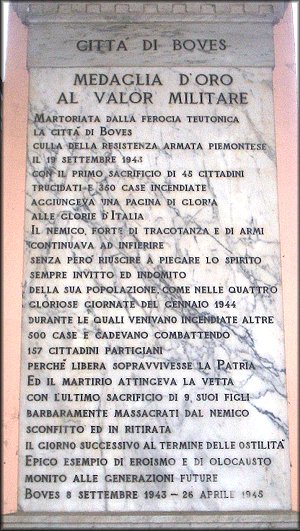 CITTÀ DI BOVES
MEDAGLIA D'ORO
AL VALOR MILITARE
MARTORIATA DALLA FEROCIA TEUTONICA
LA CITTÀ DI BOVES
CULLA DELLA RESISTENZA ARMATA PIEMONTESE
IL 19 SETTEMBRE 1943
CON IL PRIMO SACRIFICIO DI 45 CITTADINI
TRUCIDATI E 350 CASE INCENDIATE
AGGIUNGEVA UNA PAGINA DI GLORIA
ALLE GLORIE D'ITALIA
IL NEMICO, FORTE DI TRACOTANZA E DI ARMI
CONTINUAVA AD INFIERIRE
SENZA PERÒ RIUSCIRE A PIEGARE LO SPIRITO
SEMPRE INVITTO ED INDOMITO
DELLA SUA POPOLAZIONE, COME NELLE QUATTRO
GLORIOSE GIORNATE DEL GENNAIO 1944
DURANTE LE QUALI VENIVANO INCENDIATE ALTRE
500 CASE E CADEVANO COMBATTENDO
157 CITTADINI PARTIGIANI
PERCHÈ LIBERA SOPRAVVIVESSE LA PATRIA
ED IL MARTIRIO ATTINGEVA LA VETTA
CON L'ULTIMO SACRIFICIO DI 9, SUOI FIGLI
BARBARAMENTE MASSACRATI DAL NEMICO
SCONFITTO ED IN RITIRATA
IL GIORNO SUCCESSIVO AL TERMINE DELLE OSTILITÀ
EPICO ESEMPIO DI EROISMO E DI OLOCAUSTO
MONITO ALLE GENERAZIONI FUTURE
BOVES 8 SETTEMBRE 1943 - 26 APRILE 1945